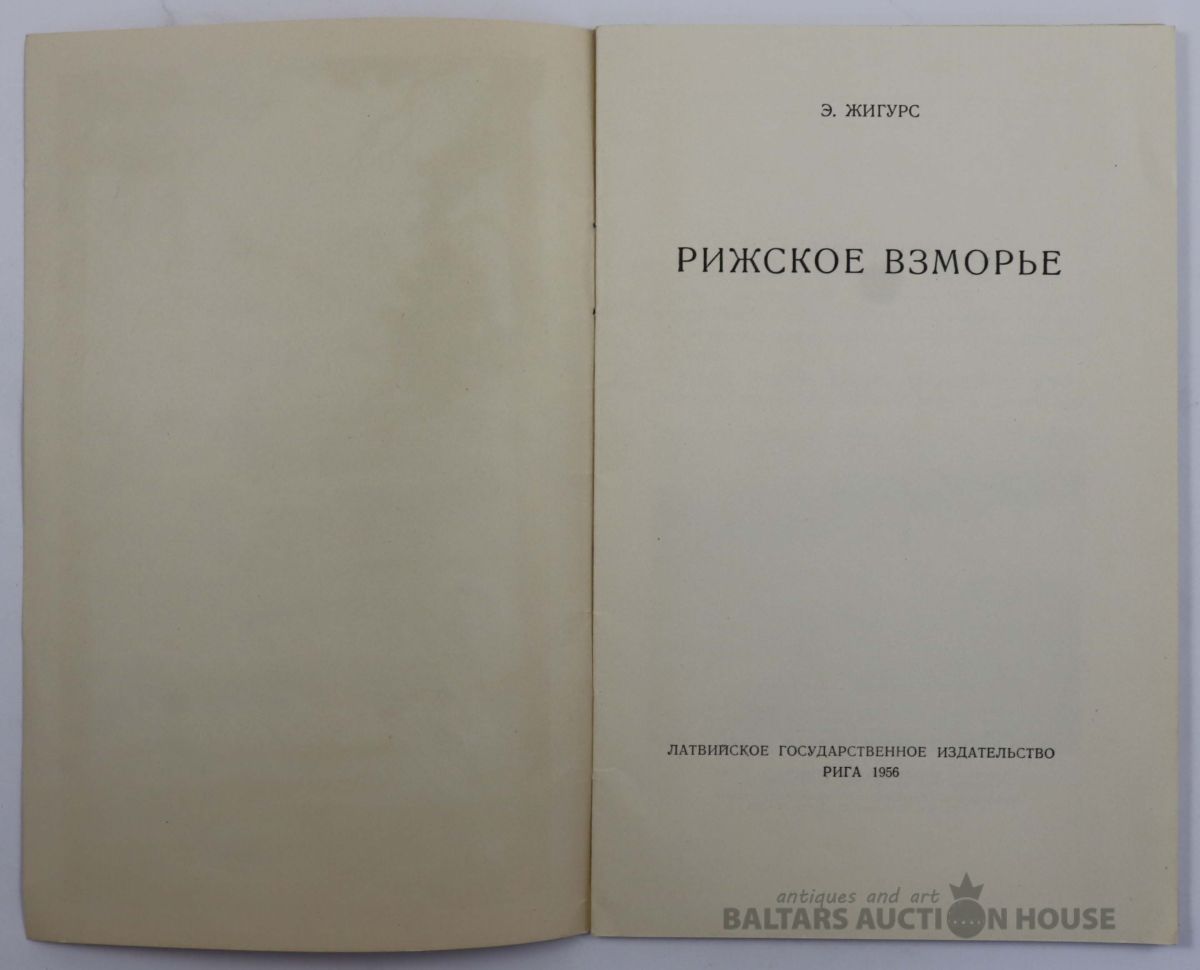 Э. ЖИГУРС
РИЖСКОЕ ВЗМОРЬЕ
ЛАТВИЙСКОЕ ГОСУДАРСТВЕННОЕ ИЗДАТЕЛЬСТВО
РИГА 1956
antiques and art
BALTARS AUCTION HOUSE